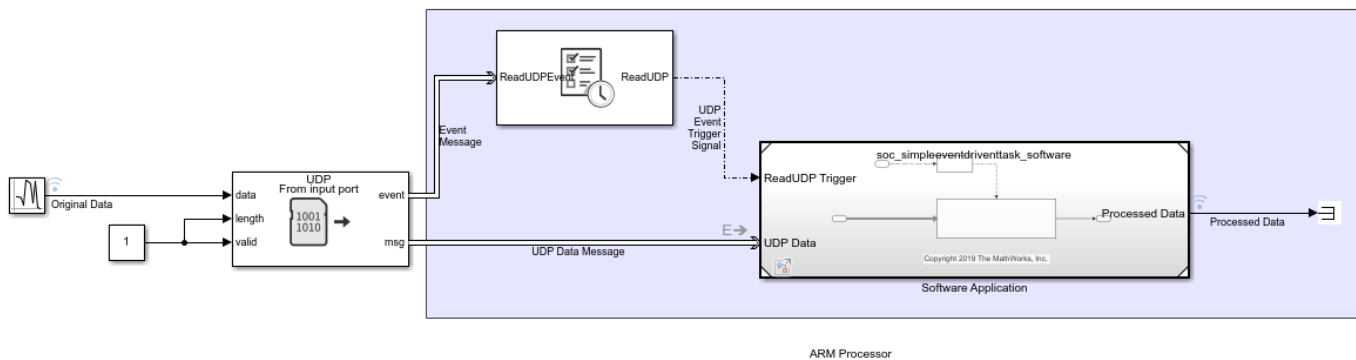 ReadUDPEvent
ReadUDP
Event
Message
UDP
Event
Trigger
Signal
soc_simpleeventdriventtask_software
ReadUDP Trigger
Processed Data
UDP Data
Copyright 2019 The MathWorks, Inc.
Software Application
Processed Data
Original Data
1
UDP
From input port
data
length
valid
1001
1010
event
msg
UDP Data Message
E
ARM Processor